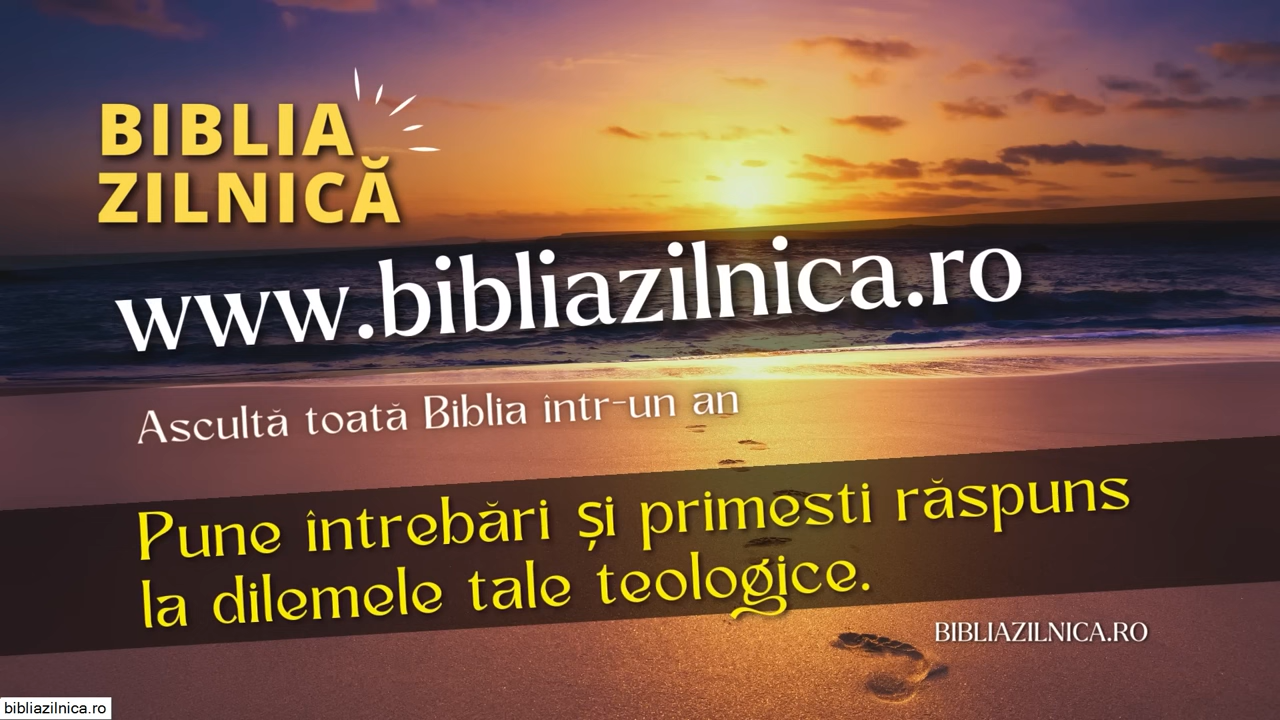 BIBLIA
ZILNICĂ
www.bibliazilnica.ro
Ascultă toată Biblia într-un an
Pune întrebări și primesti răspuns
la dilemele tale teologice.
BIBLIAZILNICA.RO
bibliazilnica.ro